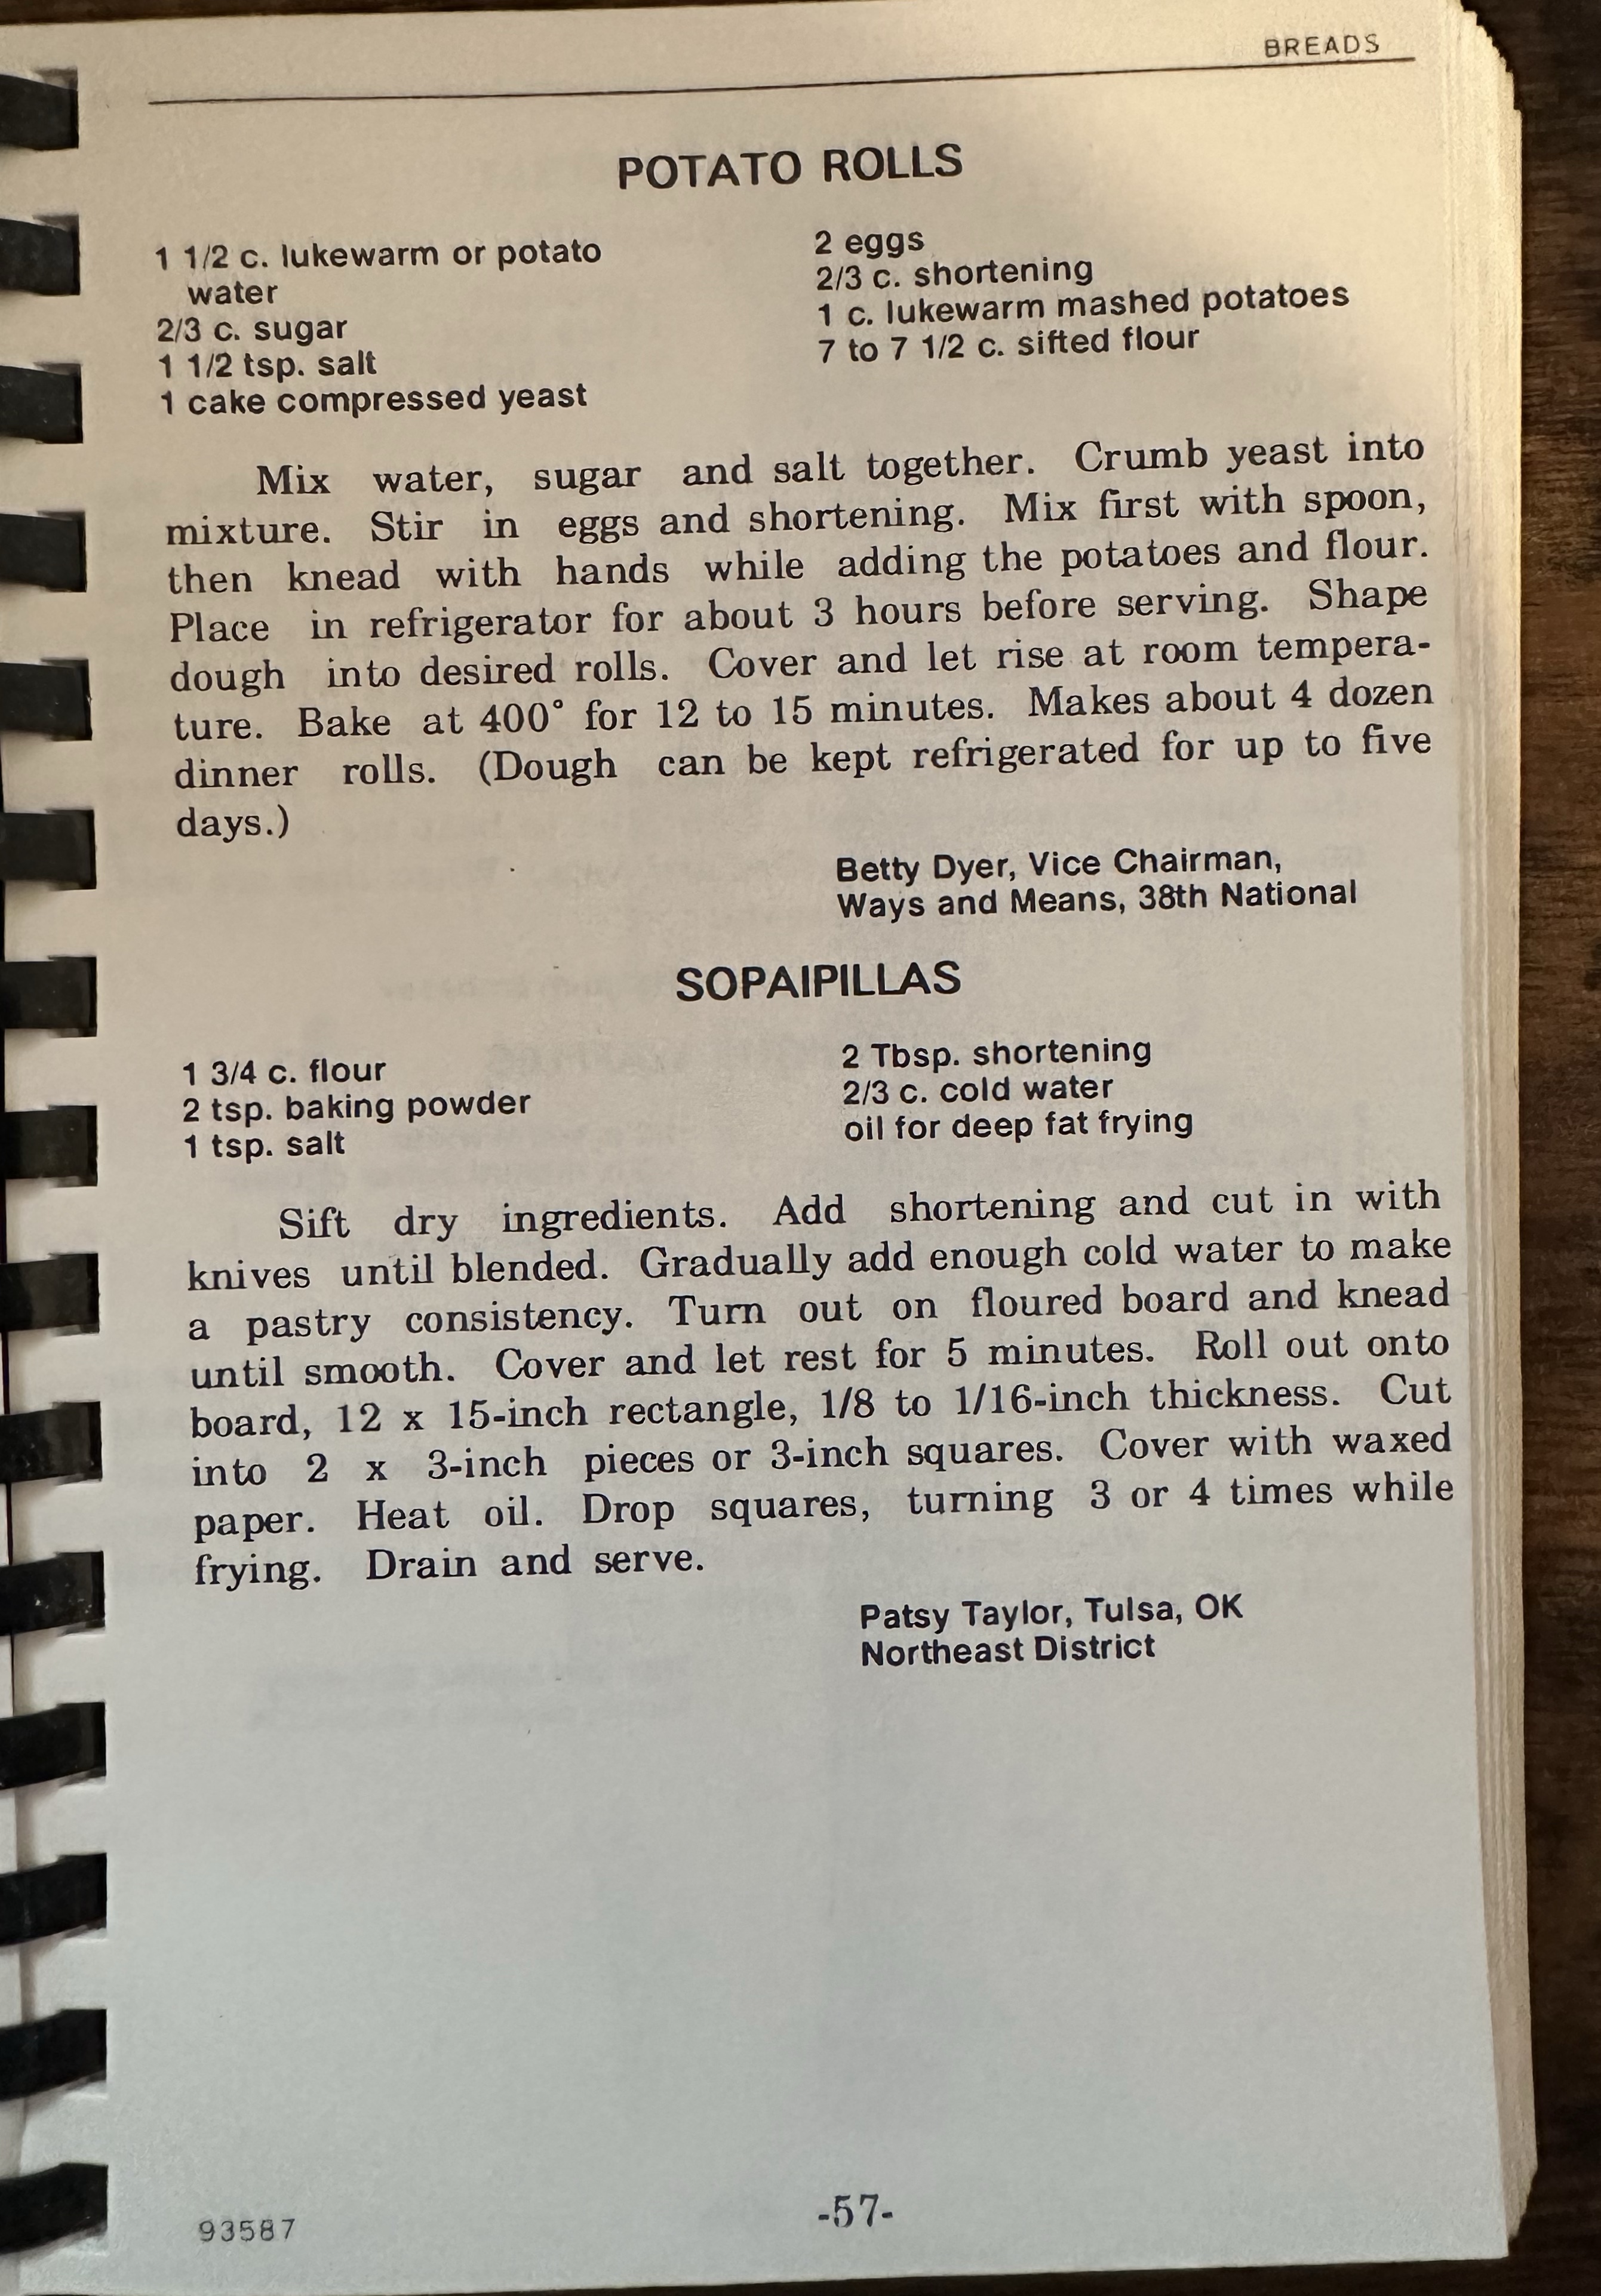 BREADS
POTATO ROLLS
1 1/2 c. lukewarm or potato
water
2/3 c. sugar
1 1/2 tsp. salt
1 cake compressed yeast
2 eggs
2/3 c. shortening
1 c. lukewarm mashed potatoes
7 to 7 1/2 c. sifted flour
Mix water, sugar and salt together. Crumb yeast into
mixture. Stir in eggs and shortening. Mix first with spoon,
then knead with hands while adding the potatoes and flour.
Place in refrigerator for about 3 hours before serving. Shape
dough into desired rolls. Cover and let rise at room tempera-
ture. Bake at 400° for 12 to 15 minutes. Makes about 4 dozen
dinner rolls. (Dough can be kept refrigerated for up to five
days.)
Betty Dyer, Vice Chairman,
Ways and Means, 38th National
SOPAIPILLAS
1 3/4 c. flour
2 tsp. baking powder
1 tsp. salt
2 Tbsp. shortening
2/3 c. cold water
oil for deep fat frying
Sift dry ingredients. Add shortening and cut in with
knives until blended. Gradually add enough cold water to make
a pastry consistency. Turn out on floured board and knead
until smooth. Cover and let rest for 5 minutes. Roll out onto
board, 12 x 15-inch rectangle, 1/8 to 1/16-inch thickness. Cut
into 2 x 3-inch pieces or 3-inch squares. Cover with waxed
paper. Heat oil. Drop squares, turning 3 or 4 times while
frying. Drain and serve.
Patsy Taylor, Tulsa, OK
Northeast District
93587
-57-